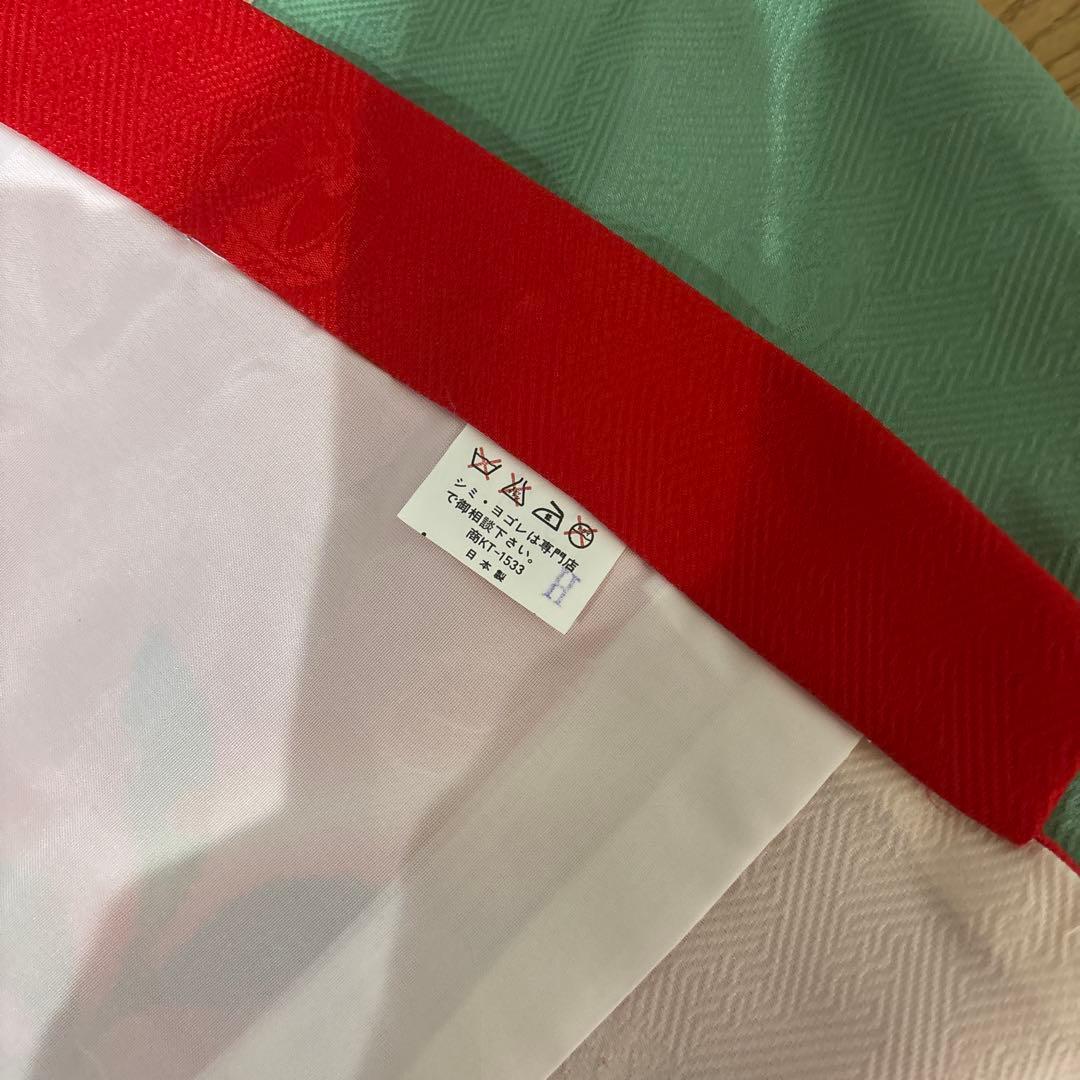 シミ・ヨゴレは専門店
で御相談下さい。
商KT-1533
日本製
H